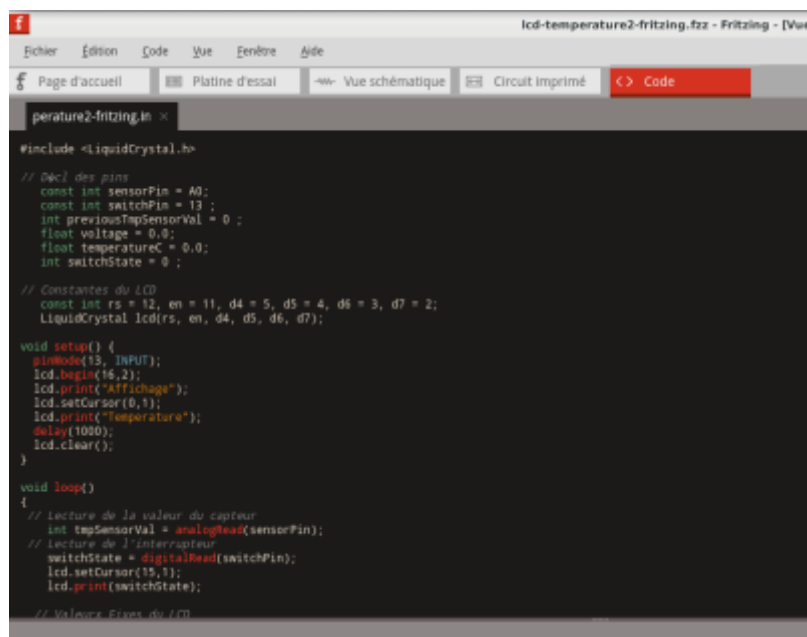 f
lcd-temperature2-fritzing.fzz - Fritzing - [Vue
Fichier Édition Code Vue Fenêtre Aide
Page d'accueil Platine d'essai Vue schématique Circuit imprimé <> Code
perature2-fritzing.in ×
#include <LiquidCrystal.h>
// Décl des pins
const int sensorPin = A0;
const int switchPin = 13 ;
int previousTmpSensorVal = 0 ;
float voltage = 0.0;
float temperatureC = 0.0;
int switchState = 0 ;
// Constantes du LCD
const int rs = 12, en = 11, d4 = 5, d5 = 4, d6 = 3, d7 = 2;
LiquidCrystal lcd(rs, en, d4, d5, d6, d7);
void setup() {
pinMode(13, INPUT);
lcd.begin(16,2);
lcd.print("Affichage");
lcd.setCursor(0,1);
lcd.print("Temperature");
delay(1000);
lcd.clear();
}
void loop()
{
// Lecture de la valeur du capteur
int tmpSensorVal = analogRead(sensorPin);
// Lecture de l'interrupteur
switchState = digitalRead(switchPin);
lcd.setCursor(15,1);
lcd.print(switchState);
// Valeurs Fixes du LCD